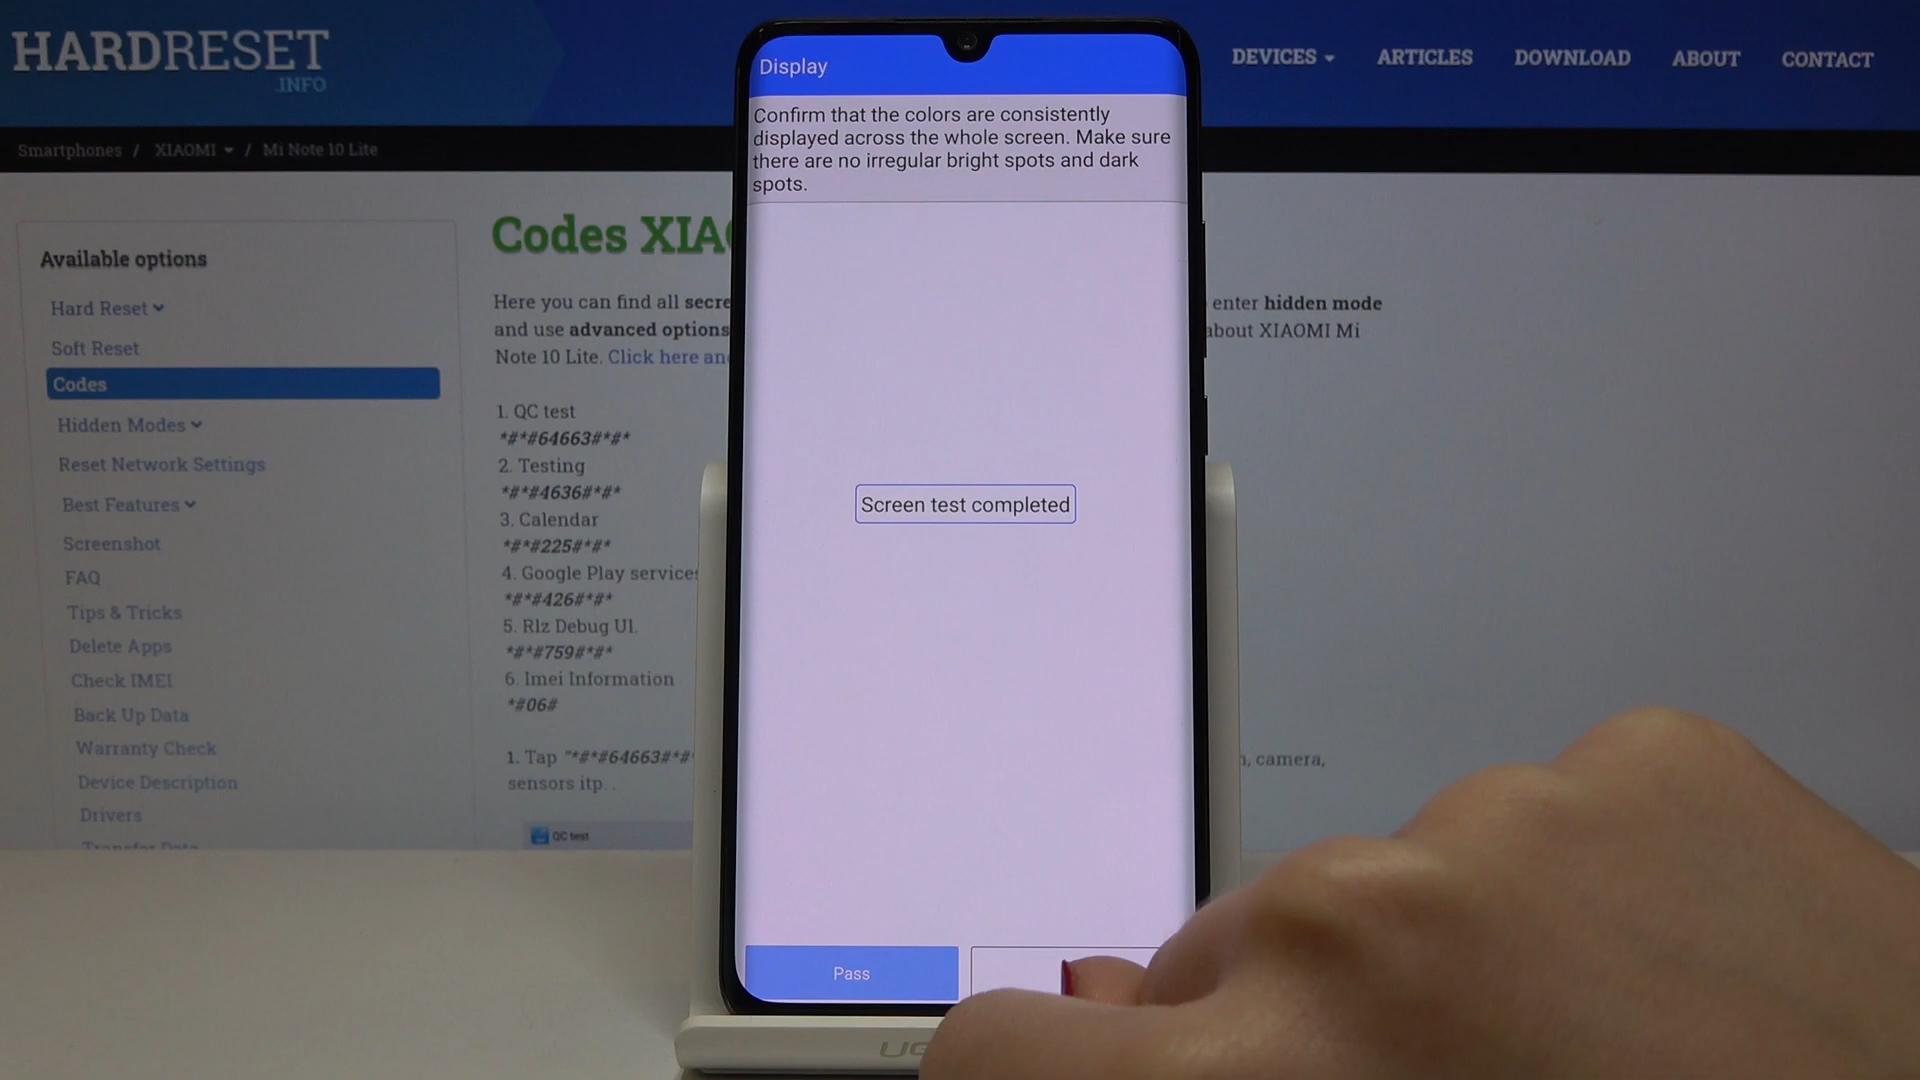 HARDRESET
.INFO
DEVICES
ARTICLES
DOWNLOAD
ABOUT
CONTACT
Smartphones / XIAOMI / Mi Note 10 Lite
Available options
Hard Reset
Soft Reset
Codes
Hidden Modes
Reset Network Settings
Best Features
Screenshot
FAQ
Tips & Tricks
Delete Apps
Check IMEI
Back Up Data
Warranty Check
Device Description
Drivers
Transfer Data
Codes XIAO
Here you can find all secre
enter hidden mode
and use advanced options
about XIAOMI Mi
Note 10 Lite. Click here an
1. QC test
*#*#64663#*#*
2. Testing
*#*#4636#*#*
3. Calendar
*#*#225#*#*
4. Google Play services
*#*#426#*#*
5. Rlz Debug UI.
*#*#759#*#*
6. Imei Information
*#06#
1. Tap "*#*#64663#*#*
, camera,
sensors itp. .
QC test
Display
Confirm that the colors are consistently
displayed across the whole screen. Make sure
there are no irregular bright spots and dark
spots.
Screen test completed
Pass
UG